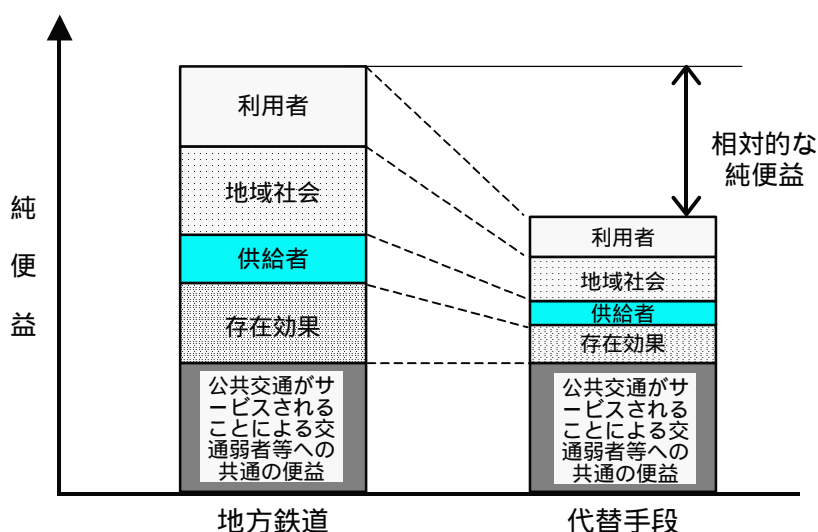 純
便
益
利用者
地域社会
供給者
存在効果
公共交通がサ
ービスされる
ことによる交
通弱者等への
共通の便益
地方鉄道
相対的な
純便益
利用者
地域社会
供給者
存在効果
公共交通がサ
ービスされる
ことによる交
通弱者等への
共通の便益
代替手段